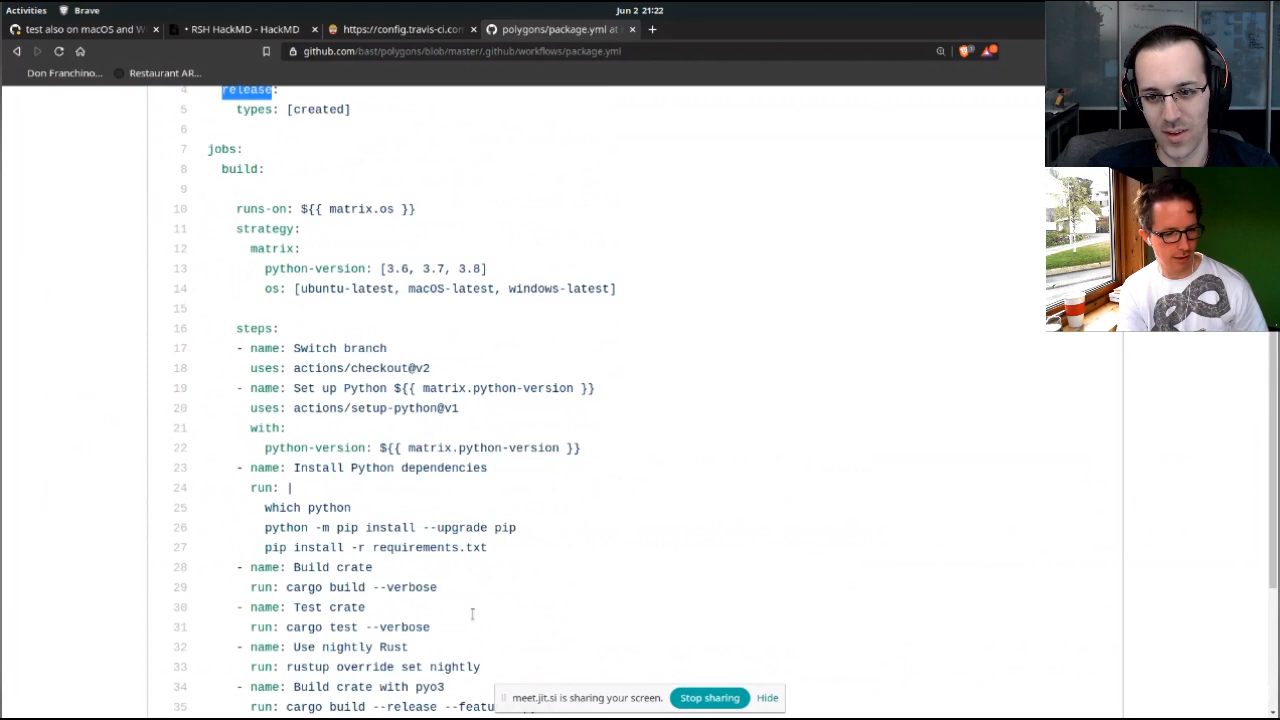 Activities Brave Jun 2 21:22
test also on macOS and W × • RSH HackMD - HackMD × https://config.travis-ci.com × polygons/package.yml at × +
github.com/bast/polygons/blob/master/.github/workflows/package.yml
Don Franchino... Restaurant AR...
4 release:
5 types: [created]
6
7 jobs:
8 build:
9
10 runs-on: ${{ matrix.os }}
11 strategy:
12 matrix:
13 python-version: [3.6, 3.7, 3.8]
14 os: [ubuntu-latest, macOS-latest, windows-latest]
15
16 steps:
17 - name: Switch branch
18 uses: actions/checkout@v2
19 - name: Set up Python ${{ matrix.python-version }}
20 uses: actions/setup-python@v1
21 with:
22 python-version: ${{ matrix.python-version }}
23 - name: Install Python dependencies
24 run: |
25 which python
26 python -m pip install --upgrade pip
27 pip install -r requirements.txt
28 - name: Build crate
29 run: cargo build --verbose
30 - name: Test crate
31 run: cargo test --verbose
32 - name: Use nightly Rust
33 run: rustup override set nightly
34 - name: Build crate with pyo3
35 run: cargo build --release --featu
meet.jit.si is sharing your screen. Stop sharing Hide